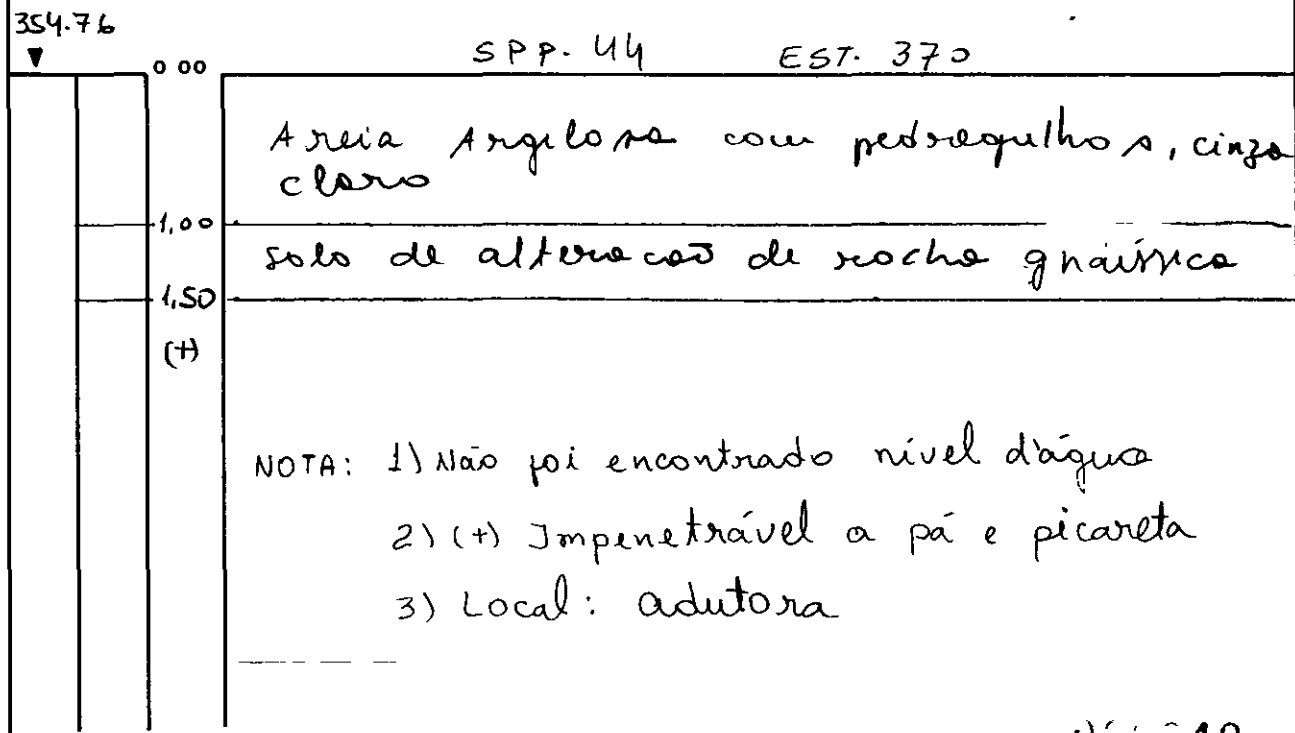 354.76
SPP. 44 EST. 370
0 00
Areia Argilosa com pedregulhos, cinza
claro
1,00
solo de alteracão de rocha gnáissica
1,50
(+)
NOTA: 1) Não foi encontrado nível d'água
2) (+) Impenetrável a pá e picareta
3) Local: adutora